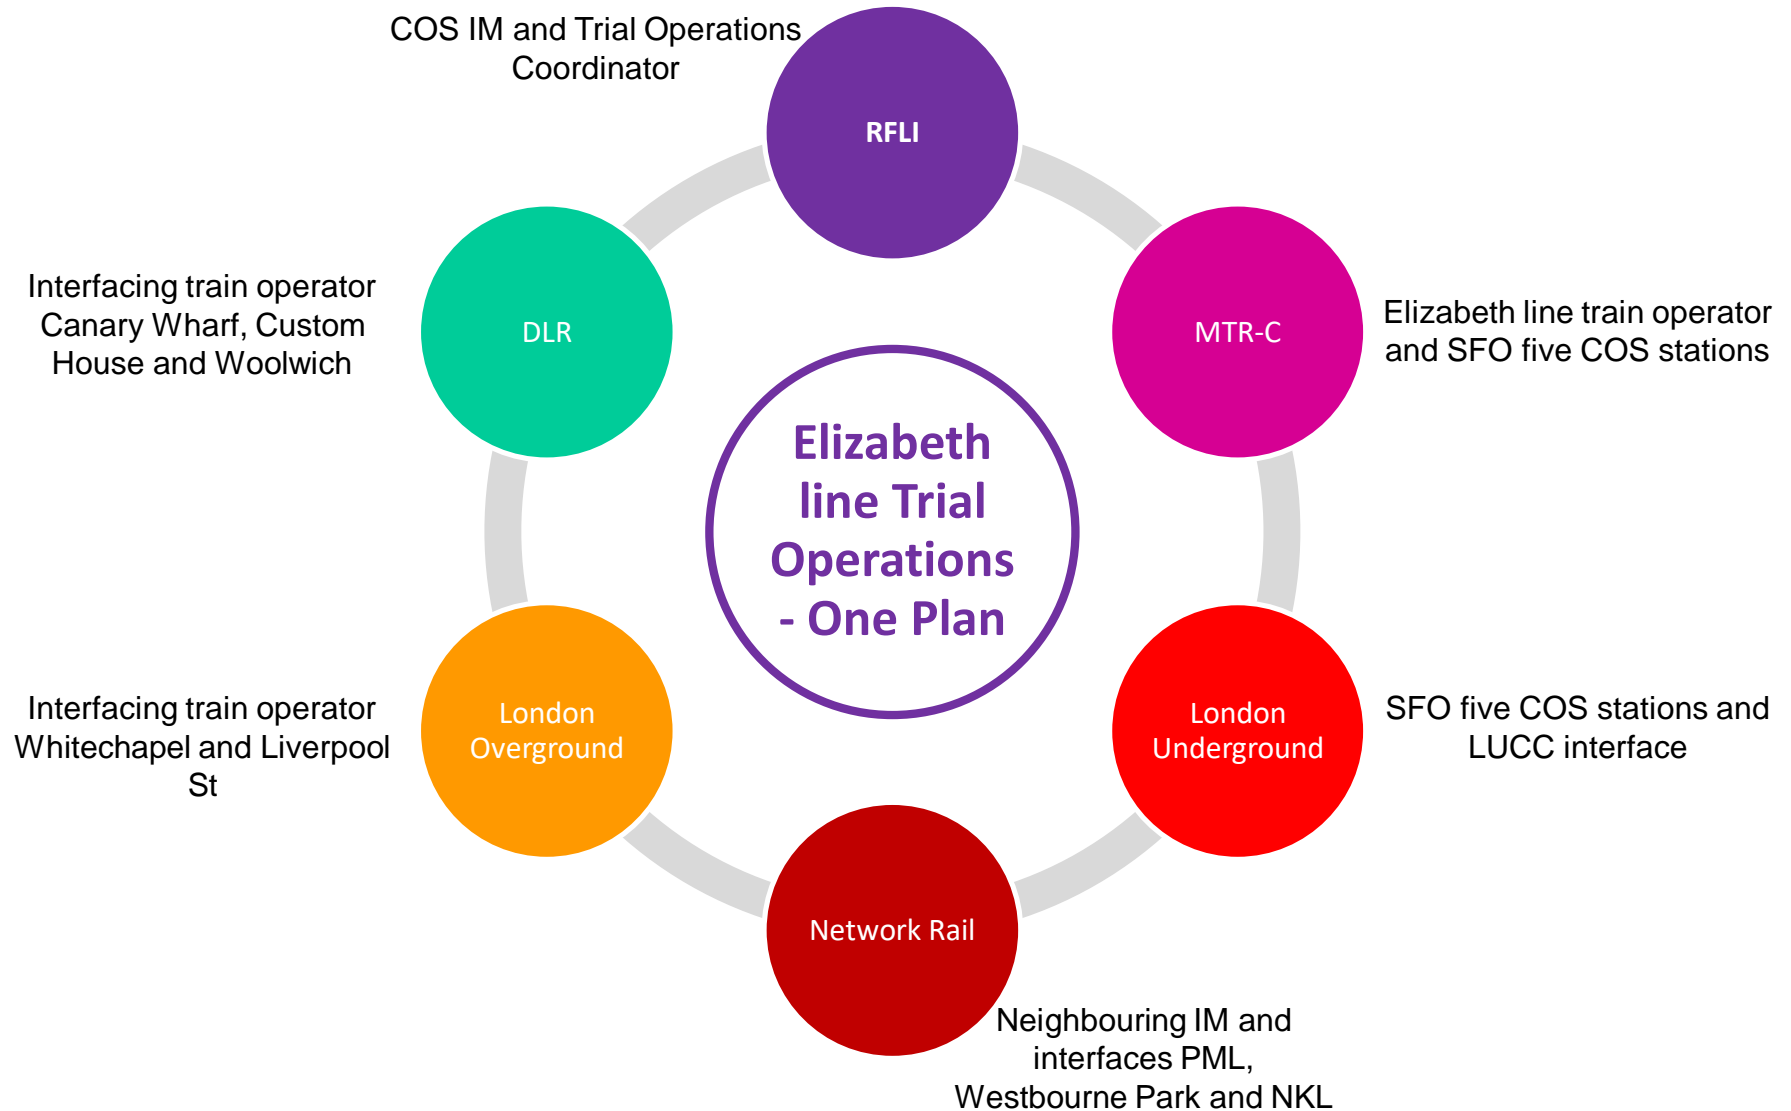 COS IM and Trial Operations
Coordinator
RFLI
Interfacing train operator
Canary Wharf, Custom
House and Woolwich
DLR
MTR-C
Elizabeth line train operator
and SFO five COS stations
Elizabeth
line Trial
Operations
- One Plan
Interfacing train operator
Whitechapel and Liverpool
St
London
Overground
London
Underground
SFO five COS stations and
LUCC interface
Network Rail
Neighbouring IM and
interfaces PML,
Westbourne Park and NKL